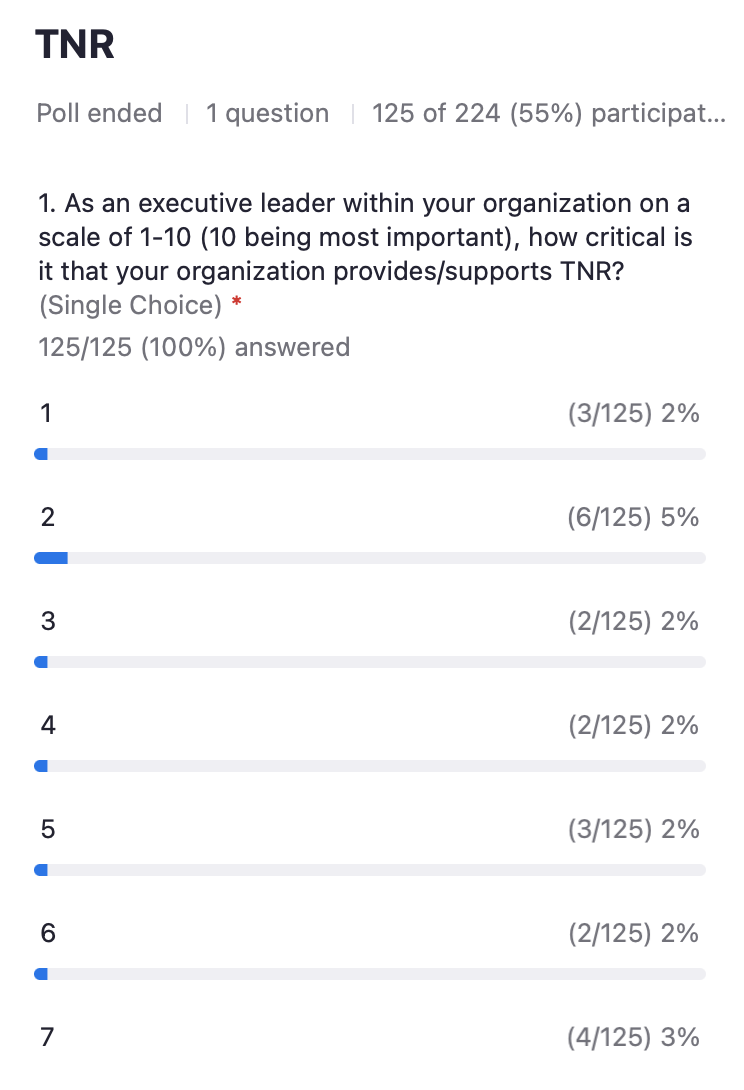 TNR
Poll ended | 1 question | 125 of 224 (55%) participat...
1. As an executive leader within your organization on a
scale of 1-10 (10 being most important), how critical is
it that your organization provides/supports TNR?
(Single Choice) *
125/125 (100%) answered
1 (3/125) 2%
2 (6/125) 5%
3 (2/125) 2%
4 (2/125) 2%
5 (3/125) 2%
6 (2/125) 2%
7 (4/125) 3%